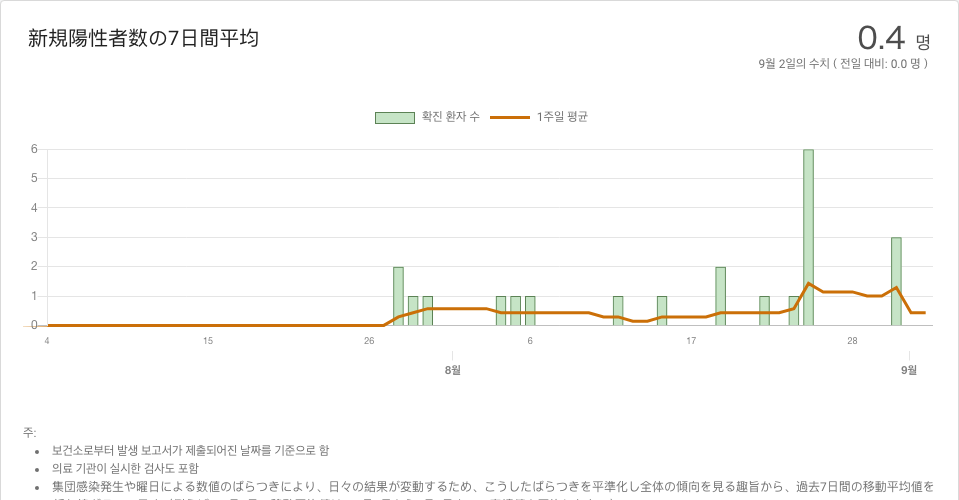 新規陽性者数の7日間平均
0.4 명
9월 2일의 수치 ( 전일 대비: 0.0 명 )
확진 환자 수 1주일 평균
6
5
4
3
2
1
0
4 15 26 6 17 28
8월 9월
주:
보건소로부터 발생 보고서가 제출되어진 날짜를 기준으로 함
의료 기관이 실시한 검사도 포함
集団感染発生や曜日による数値のばらつきにより、日々の結果が変動するため、こうしたばらつきを平準化し全体の傾向を見る趣旨から、過去7日間の移動平均値を